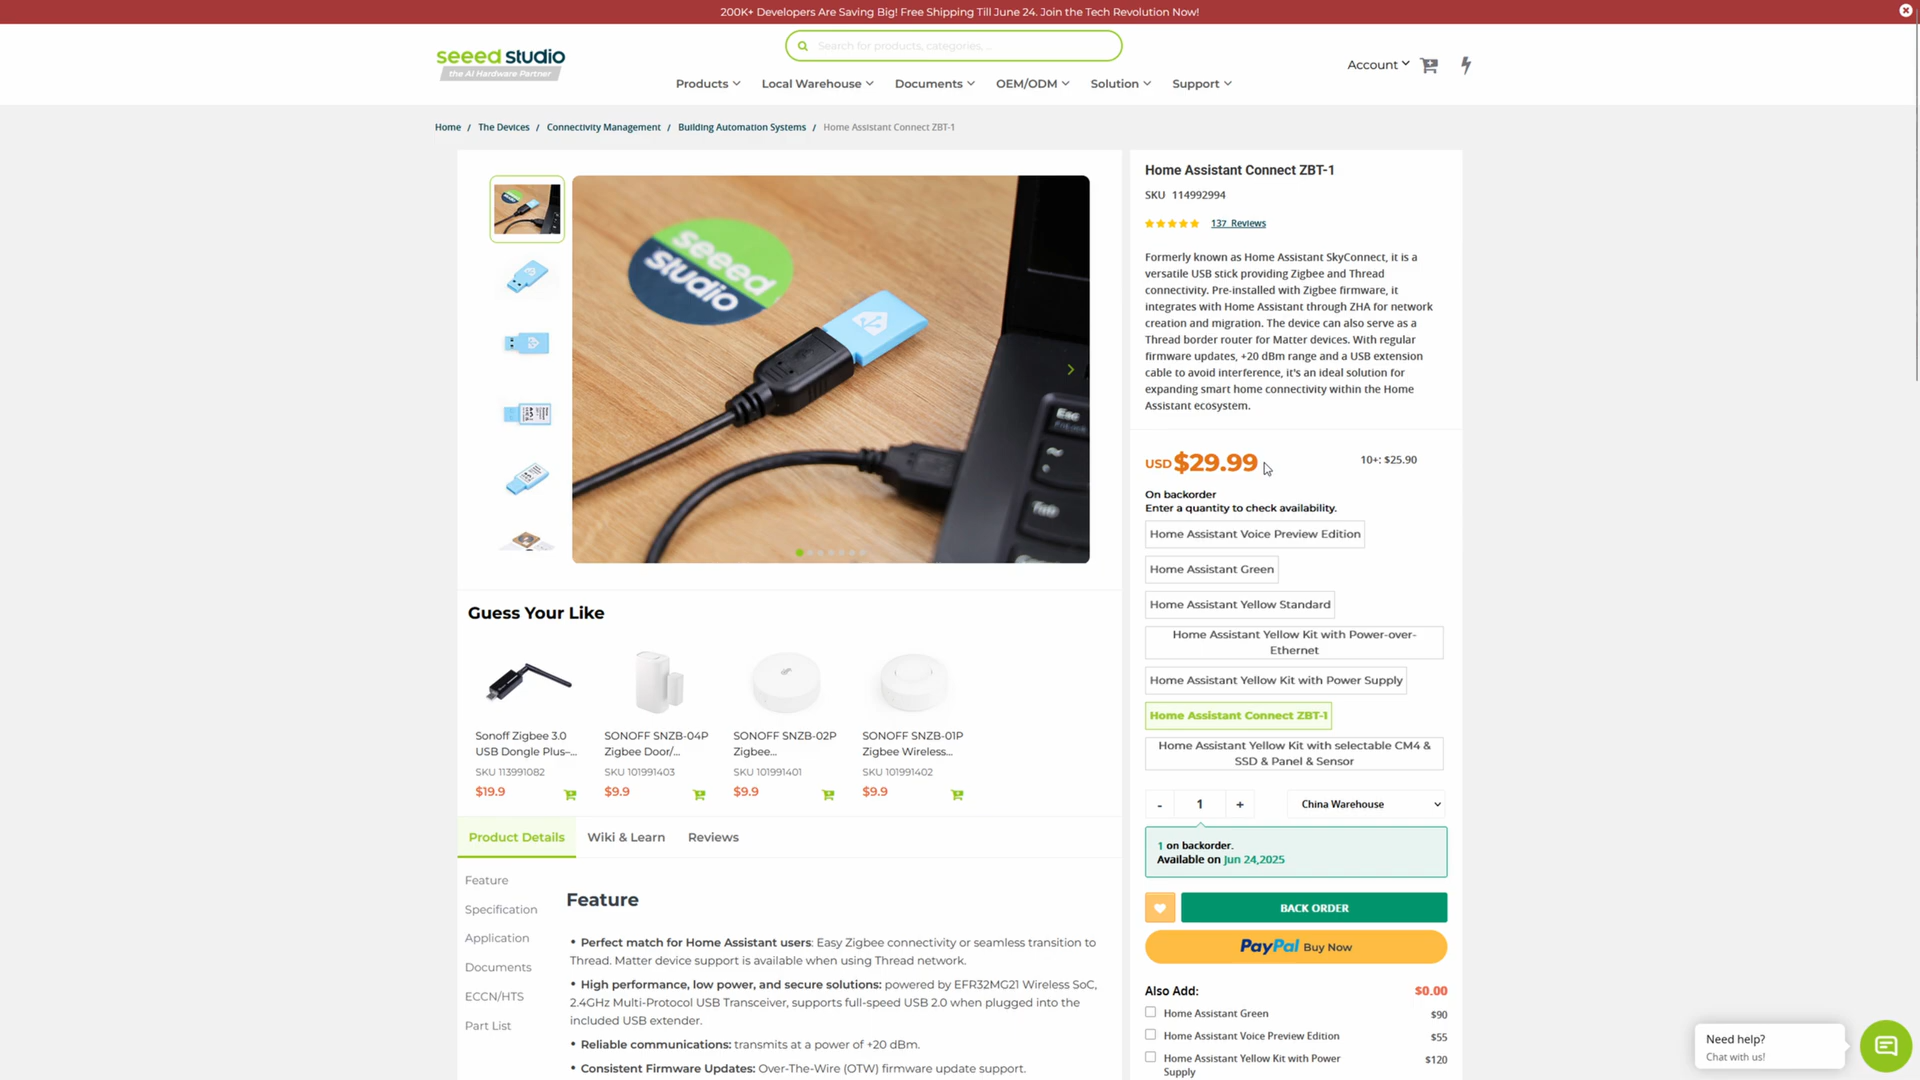 200K+ Developers Are Saving Big! Free Shipping Till June 24. Join the Tech Revolution Now!
seeed studio
the AI Hardware Partner
Search for products, categories, ...
Account
Products
Local Warehouse
Documents
OEM/ODM
Solution
Support
Home / The Devices / Connectivity Management / Building Automation Systems / Home Assistant Connect ZBT-1
seeed
studio
Esc
FnLock
Tab
Home Assistant Connect ZBT-1
SKU 114992994
137 Reviews
Formerly known as Home Assistant SkyConnect, it is a
versatile USB stick providing Zigbee and Thread
connectivity. Pre-installed with Zigbee firmware, it
integrates with Home Assistant through ZHA for network
creation and migration. The device can also serve as a
Thread border router for Matter devices. With regular
firmware updates, +20 dBm range and a USB extension
cable to avoid interference, it's an ideal solution for
expanding smart home connectivity within the Home
Assistant ecosystem.
USD $29.99
10+: $25.90
On backorder
Enter a quantity to check availability.
Home Assistant Voice Preview Edition
Home Assistant Green
Home Assistant Yellow Standard
Home Assistant Yellow Kit with Power-over-
Ethernet
Home Assistant Yellow Kit with Power Supply
Home Assistant Connect ZBT-1
Home Assistant Yellow Kit with selectable CM4 &
SSD & Panel & Sensor
- 1 +
China Warehouse
1 on backorder.
Available on Jun 24,2025
BACK ORDER
PayPal Buy Now
Also Add: $0.00
Home Assistant Green $90
Home Assistant Voice Preview Edition $55
Home Assistant Yellow Kit with Power $120
Supply
Guess Your Like
Sonoff Zigbee 3.0
USB Dongle Plus–...
SKU 113991082
$19.9
SONOFF SNZB-04P
Zigbee Door/...
SKU 101991403
$9.9
SONOFF SNZB-02P
Zigbee...
SKU 101991401
$9.9
SONOFF SNZB-01P
Zigbee Wireless...
SKU 101991402
$9.9
Product Details
Wiki & Learn
Reviews
Feature
Specification
Application
Documents
ECCN/HTS
Part List
Feature
• Perfect match for Home Assistant users: Easy Zigbee connectivity or seamless transition to
Thread. Matter device support is available when using Thread network.
• High performance, low power, and secure solutions: powered by EFR32MG21 Wireless SoC,
2.4GHz Multi-Protocol USB Transceiver, supports full-speed USB 2.0 when plugged into the
included USB extender.
• Reliable communications: transmits at a power of +20 dBm.
• Consistent Firmware Updates: Over-The-Wire (OTW) firmware update support.
Need help?
Chat with us!